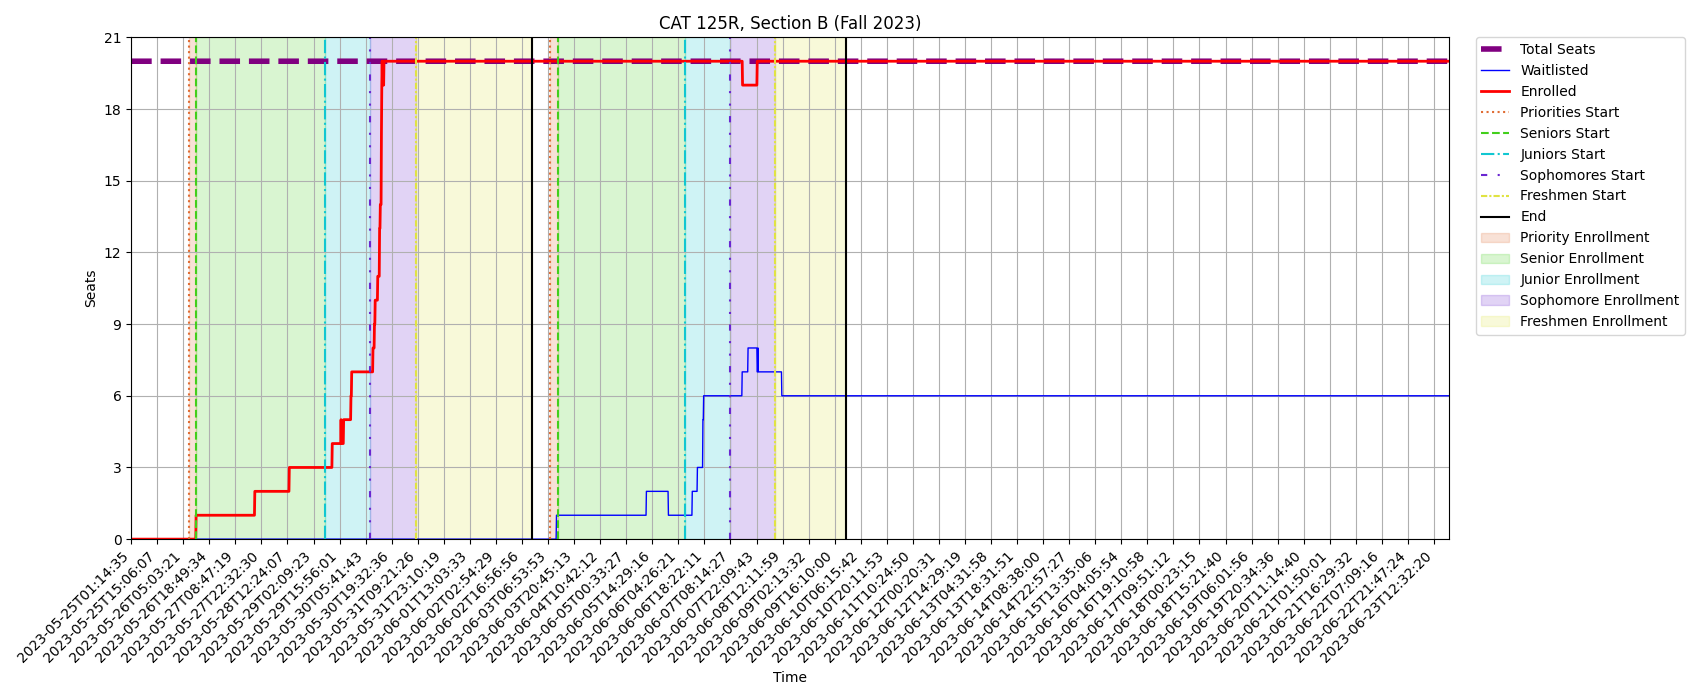 CAT 125R, Section B (Fall 2023)
21
18
15
12
9
6
3
0
Seats
2023-05-25T01:14:35
2023-05-25T15:06:07
2023-05-26T05:03:21
2023-05-26T18:49:34
2023-05-27T08:47:19
2023-05-27T22:32:30
2023-05-28T12:24:07
2023-05-29T02:09:23
2023-05-29T15:56:01
2023-05-30T05:41:43
2023-05-30T19:32:36
2023-05-31T09:21:26
2023-05-31T23:10:19
2023-06-01T13:03:33
2023-06-02T02:54:29
2023-06-02T16:56:56
2023-06-03T06:53:53
2023-06-03T20:45:13
2023-06-04T10:42:12
2023-06-05T00:33:27
2023-06-05T14:29:16
2023-06-06T04:26:21
2023-06-06T18:22:11
2023-06-07T08:14:27
2023-06-07T22:09:43
2023-06-08T12:11:59
2023-06-09T02:13:32
2023-06-09T16:10:00
2023-06-10T06:15:42
2023-06-10T20:11:53
2023-06-11T10:24:50
2023-06-12T00:20:31
2023-06-12T14:29:19
2023-06-13T04:31:58
2023-06-13T18:31:51
2023-06-14T08:38:00
2023-06-14T22:57:27
2023-06-15T13:35:06
2023-06-16T04:05:54
2023-06-16T19:10:58
2023-06-17T09:51:12
2023-06-18T00:23:15
2023-06-18T15:21:40
2023-06-19T06:01:56
2023-06-19T20:34:36
2023-06-20T11:14:40
2023-06-21T01:50:01
2023-06-21T16:29:32
2023-06-22T07:09:16
2023-06-22T21:47:24
2023-06-23T12:32:20
Time
Total Seats
Waitlisted
Enrolled
Priorities Start
Seniors Start
Juniors Start
Sophomores Start
Freshmen Start
End
Priority Enrollment
Senior Enrollment
Junior Enrollment
Sophomore Enrollment
Freshmen Enrollment